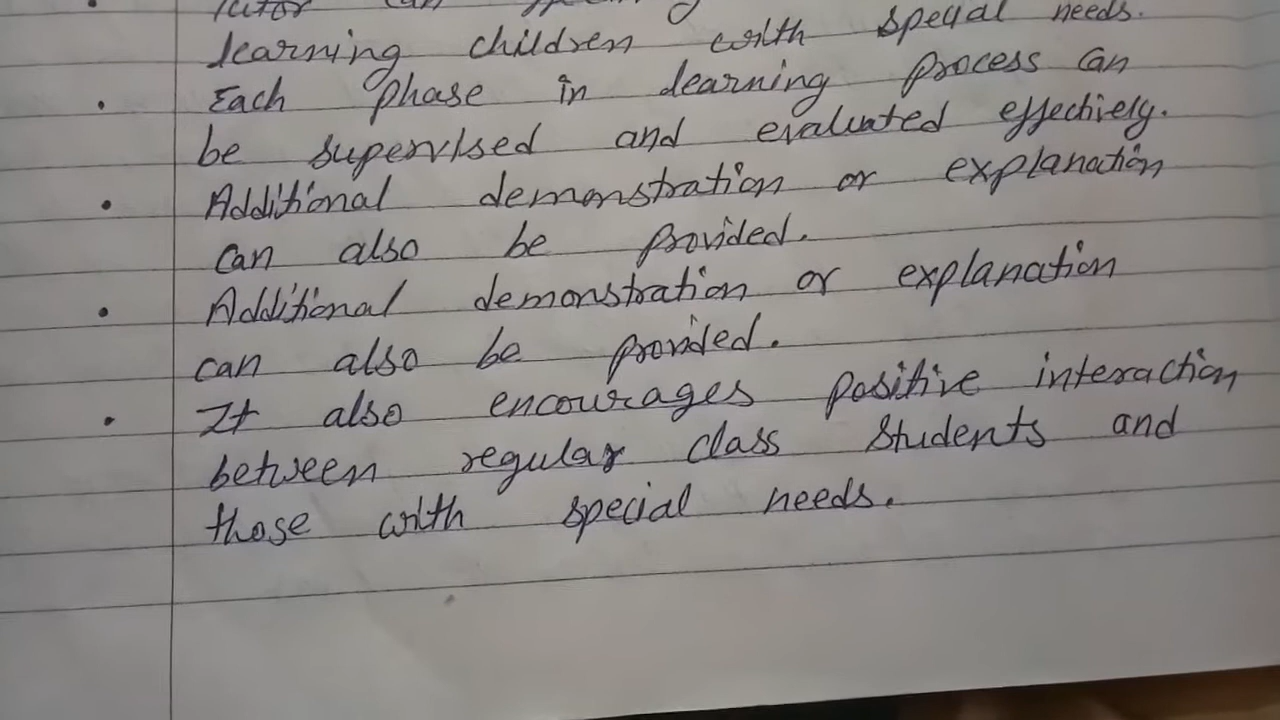 Tutor can
learning children with special needs.
• Each phase in learning process can
be supervised and evaluated effectively.
• Additional demonstration or explanation
can also be provided.
• Additional demonstration or explanation
can also be provided.
• It also encourages positive interaction
between regular class students and
those with special needs.